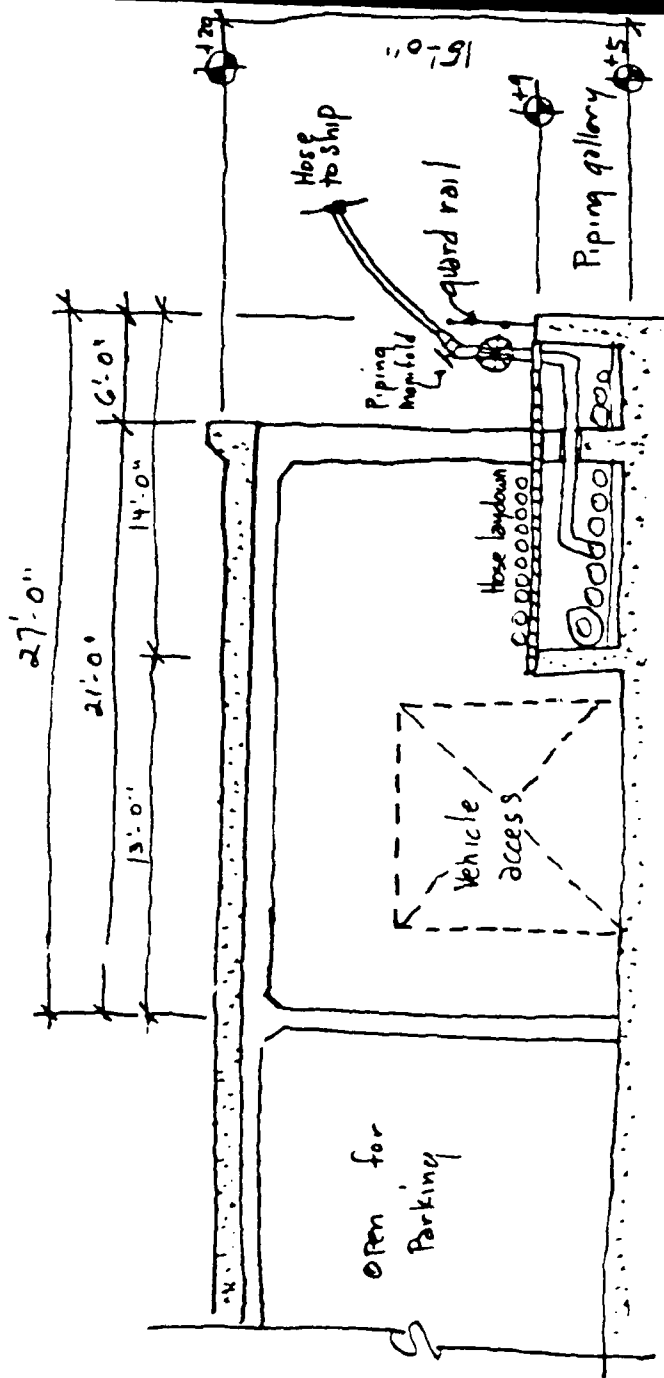 27'-0"
21'-0"
6'-0"
13'-0"
14'-0"
+20
15'-0"
+9
+5
Hose
to ship
guard rail
Piping
manifold
Piping gallery
Hose laydown
Vehicle
access
Open for
Parking